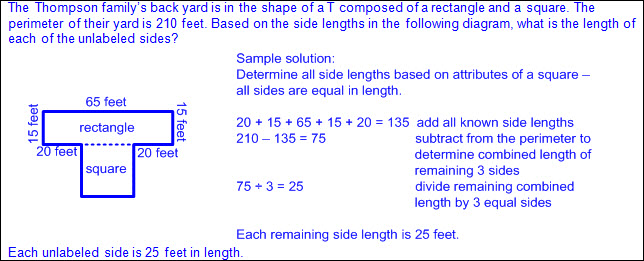 The Thompson family's back yard is in the shape of a T composed of a rectangle and a square. The
perimeter of their yard is 210 feet. Based on the side lengths in the following diagram, what is the length of
each of the unlabeled sides?
Sample solution:
Determine all side lengths based on attributes of a square –
all sides are equal in length.
65 feet
15 feet
15 feet
rectangle
20 feet
20 feet
square
20 + 15 + 65 + 15 + 20 = 135 add all known side lengths
210 – 135 = 75 subtract from the perimeter to
determine combined length of
remaining 3 sides
75 ÷ 3 = 25 divide remaining combined
length by 3 equal sides
Each remaining side length is 25 feet.
Each unlabeled side is 25 feet in length.